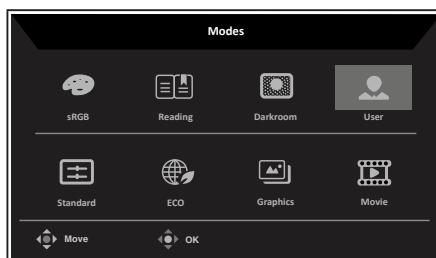 Modes
sRGB Reading Darkroom User
Standard ECO Graphics Movie
Move OK